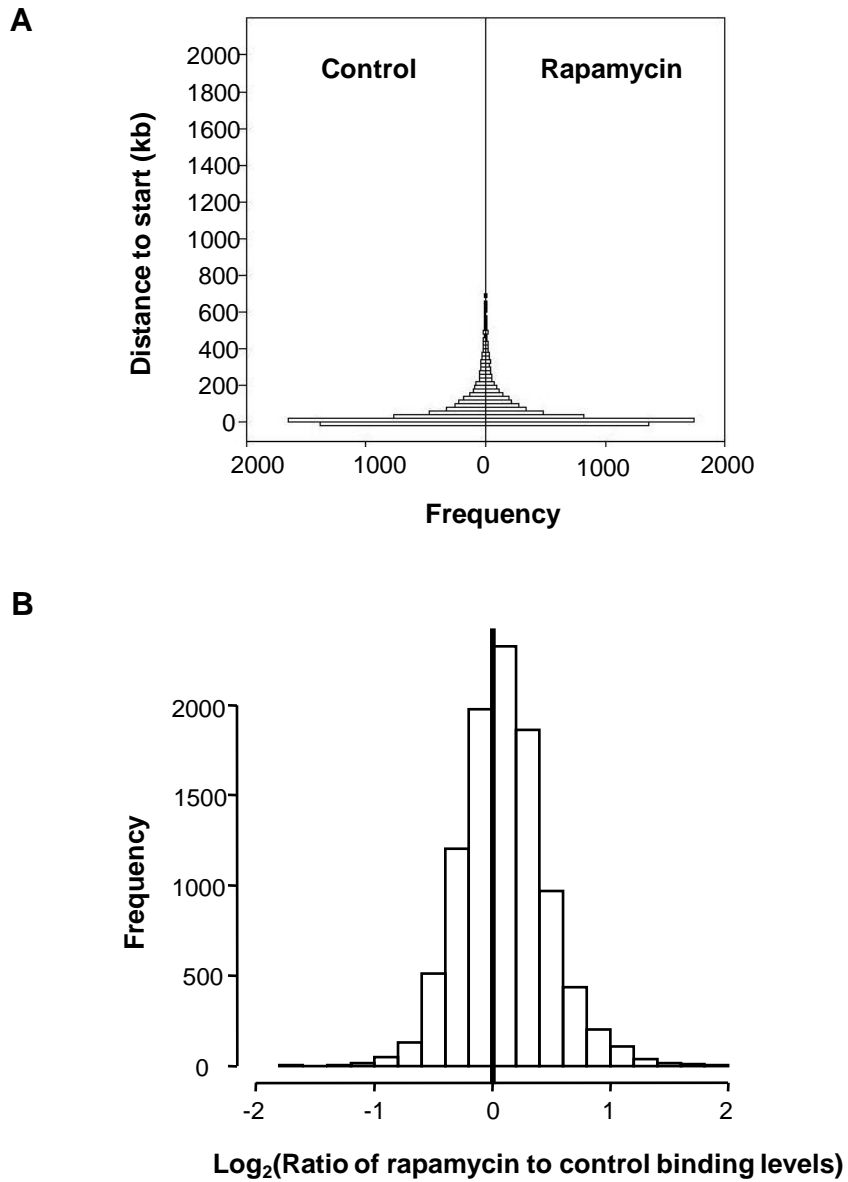 A
Control Rapamycin
Distance to start (kb)
2000
1800
1600
1400
1200
1000
800
600
400
200
0
2000 1000 0 1000 2000
Frequency
B
Frequency
2000
1500
1000
500
0
-2 -1 0 1 2
Log₂(Ratio of rapamycin to control binding levels)